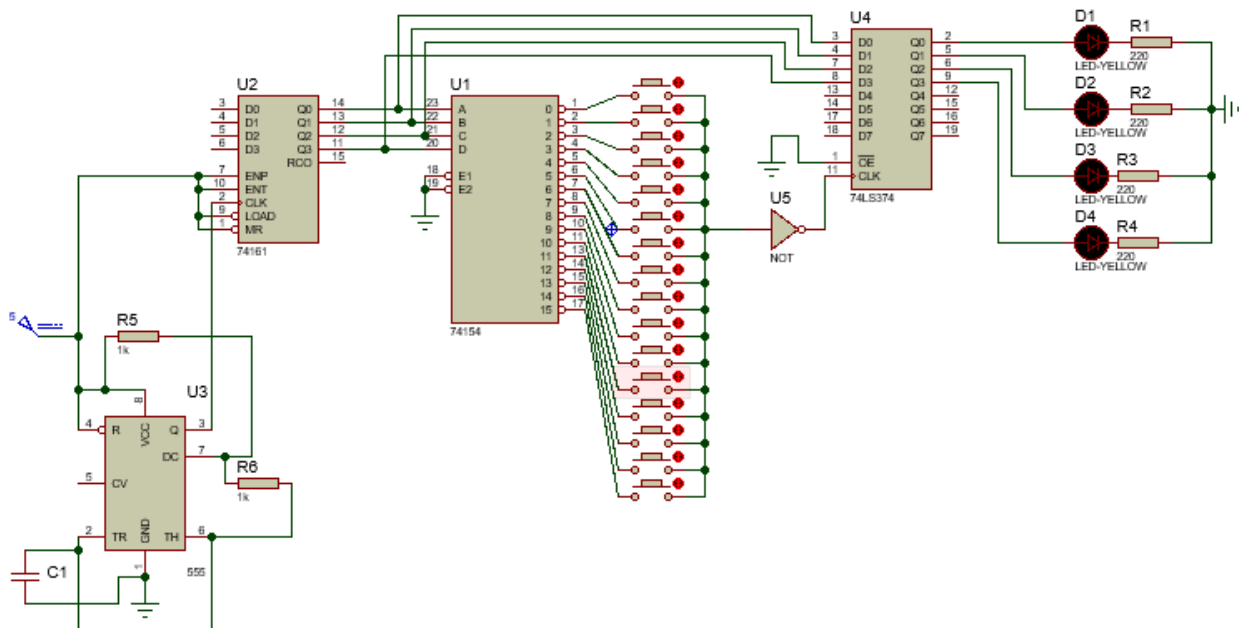 U4
3 D0 Q0 2
4 D1 Q1 5
7 D2 Q2 6
8 D3 Q3 9
13 D4 Q4 12
14 D5 Q5 15
17 D6 Q6 16
18 D7 Q7 19
1 OE
11 CLK
74LS374
D1 R1
220
LED-YELLOW
D2 R2
220
LED-YELLOW
D3 R3
220
LED-YELLOW
D4 R4
220
LED-YELLOW
U2
3 D0 Q0 14
4 D1 Q1 13
5 D2 Q2 12
6 D3 Q3 11
RCO 15
7 ENP
10 ENT
2 CLK
9 LOAD
1 MR
74161
U1
23 A 0 1
22 B 1 2
21 C 2 3
20 D 3 4
4 5
18 E1 5 6
19 E2 6 7
7 8
8 9
9 10
10 11
11 13
12 14
13 15
14 16
15 17
74154
U5
NOT
5
R5
1k
U3
8
4 R VCC Q 3
DC 7
R6
1k
5 CV
2 TR GND TH 6
1
555
C1